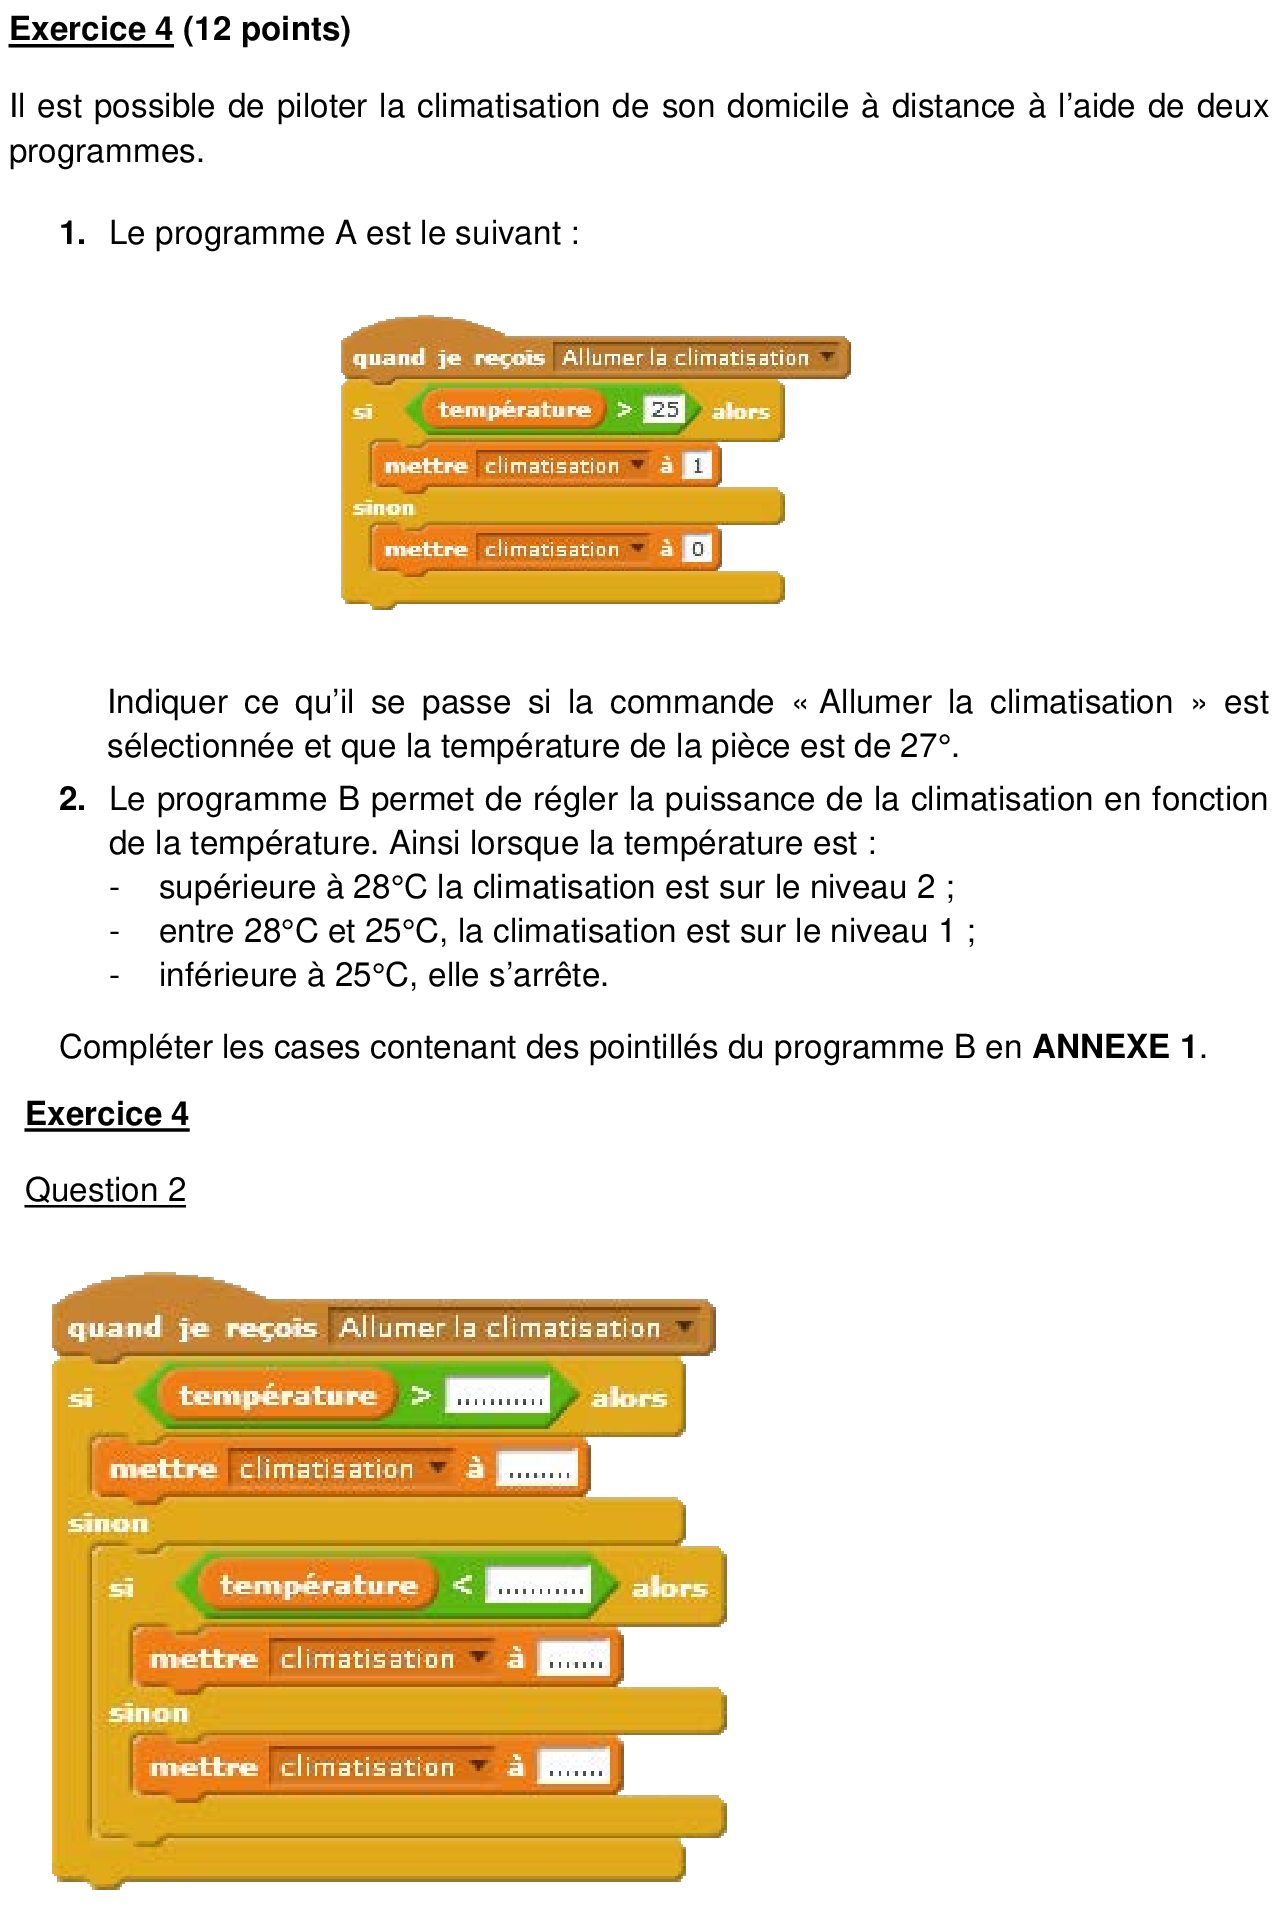 Exercice 4 (12 points)
Il est possible de piloter la climatisation de son domicile à distance à l'aide de deux
programmes.
1. Le programme A est le suivant :
quand je reçois Allumer la climatisation
si température > 25 alors
mettre climatisation à 1
sinon
mettre climatisation à 0
Indiquer ce qu'il se passe si la commande « Allumer la climatisation » est
sélectionnée et que la température de la pièce est de 27°.
2. Le programme B permet de régler la puissance de la climatisation en fonction
de la température. Ainsi lorsque la température est :
- supérieure à 28°C la climatisation est sur le niveau 2 ;
- entre 28°C et 25°C, la climatisation est sur le niveau 1 ;
- inférieure à 25°C, elle s'arrête.
Compléter les cases contenant des pointillés du programme B en ANNEXE 1.
Exercice 4
Question 2
quand je reçois Allumer la climatisation
si température > ........... alors
mettre climatisation à ........
sinon
si température < ........... alors
mettre climatisation à .......
sinon
mettre climatisation à .......